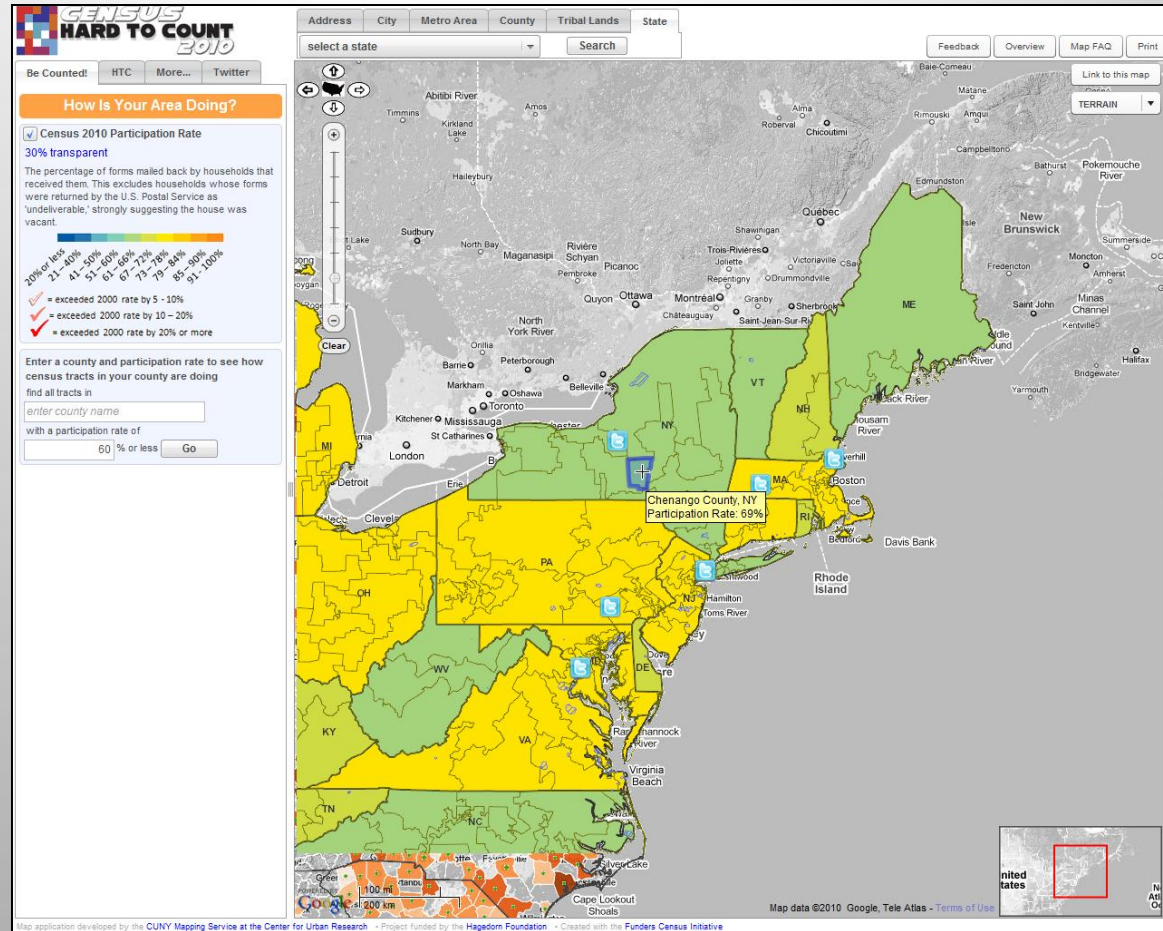 CENSUS
HARD TO COUNT
2010
Address
City
Metro Area
County
Tribal Lands
State
select a state
Search
Feedback
Overview
Map FAQ
Print
Be Counted!
HTC
More...
Twitter
How Is Your Area Doing?
Census 2010 Participation Rate
30% transparent
The percentage of forms mailed back by households that
received them. This excludes households whose forms
were returned by the U.S. Postal Service as
'undeliverable,' strongly suggesting the house was
vacant.
20% or less
21 – 40%
41 – 50%
51 – 60%
61 – 66%
67 – 72%
73 – 78%
79 – 84%
85 – 90%
91 - 100%
= exceeded 2000 rate by 5 - 10%
= exceeded 2000 rate by 10 – 20%
= exceeded 2000 rate by 20% or more
Enter a county and participation rate to see how
census tracts in your county are doing
find all tracts in
enter county name
with a participation rate of
60 % or less Go
Link to this map
TERRAIN
Clear
Baie-Comeau
Matane
Abitibi River
Timmins
Amos
Kirkland
Lake
Alma
Roberval
Chicoutimi
Rimouski
Amqui
Campbellton
Bathurst
Pokemouche
River
Haileybury
Edmundston
Québec
New
Brunswick
Sudbury
North Bay
Maganasipi
Rivière
Schyan
Picanoc
Pembroke
Shawinigan
Trois-Rivières
Joliette
Victoriaville
Repentigny
Drummondville
Fredericton
Summerside
Moncton
Amherst
Quyon
Ottawa
Montréal
Granby
Châteauguay
Saint-Jean-Sur-Ri
Saint John
Minas
Channel
Kentville
North
York River
Orillia
Barrie
Peterborough
Belleville
Halifax
Bridgewater
Yarmouth
Markham
Oshawa
Toronto
Kitchener
Mississauga
St Catharines
London
Detroit
Erie
ME
VT
NH
NY
MI
MA
RI
PA
OH
NJ
WV
DE
KY
VA
TN
NC
Boston
Chenango County, NY
Participation Rate: 69%
Davis Bank
Rhode
Island
Hamilton
Toms River
River
Virginia
Beach
Cape Lookout
Shoals
100 mi
200 km
POWERED BY
Google
Map data ©2010 Google, Tele Atlas - Terms of Use
Map application developed by the CUNY Mapping Service at the Center for Urban Research - Project funded by the Hagedorn Foundation - Created with the Funders Census Initiative